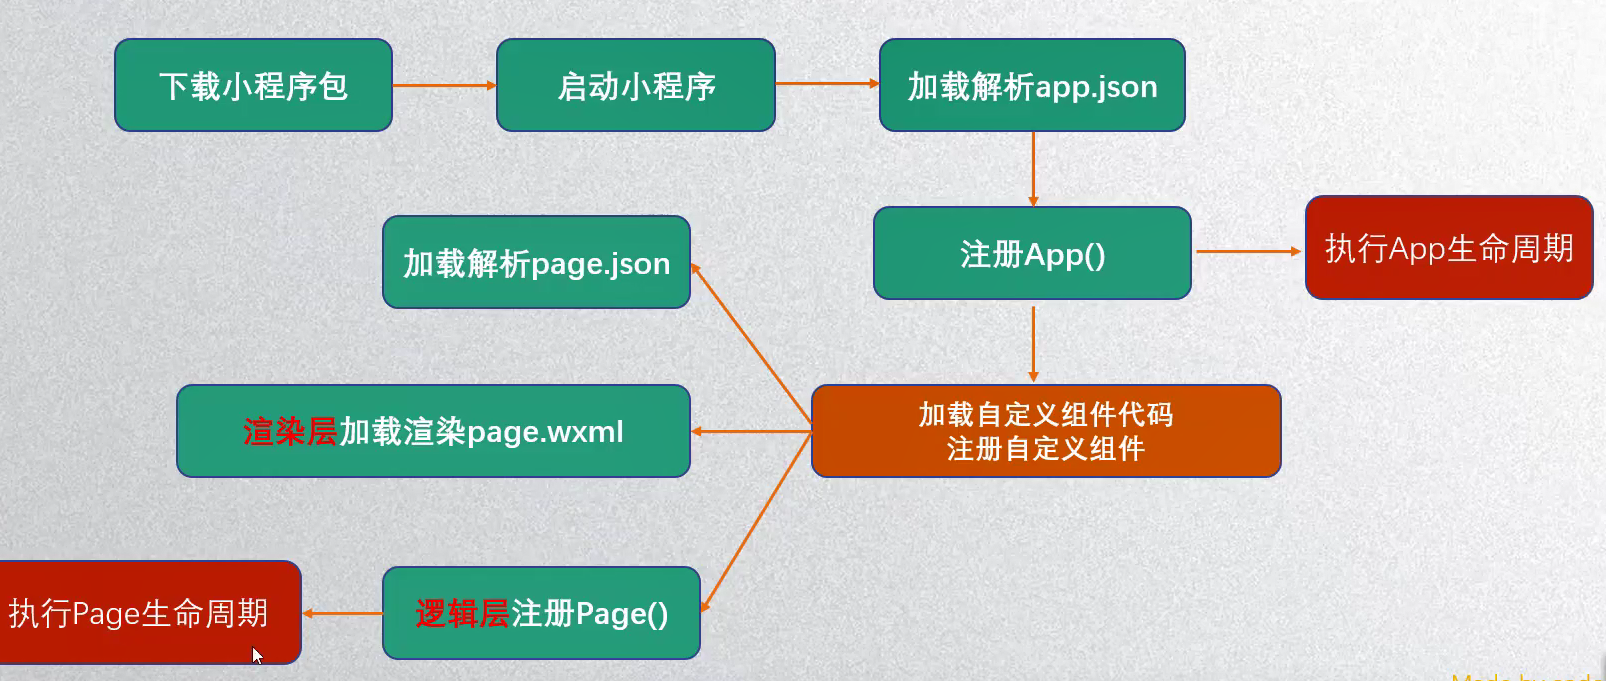 下载小程序包
启动小程序
加载解析app.json
注册App()
执行App生命周期
加载解析page.json
加载自定义组件代码
注册自定义组件
渲染层加载渲染page.wxml
逻辑层注册Page()
执行Page生命周期
Made by